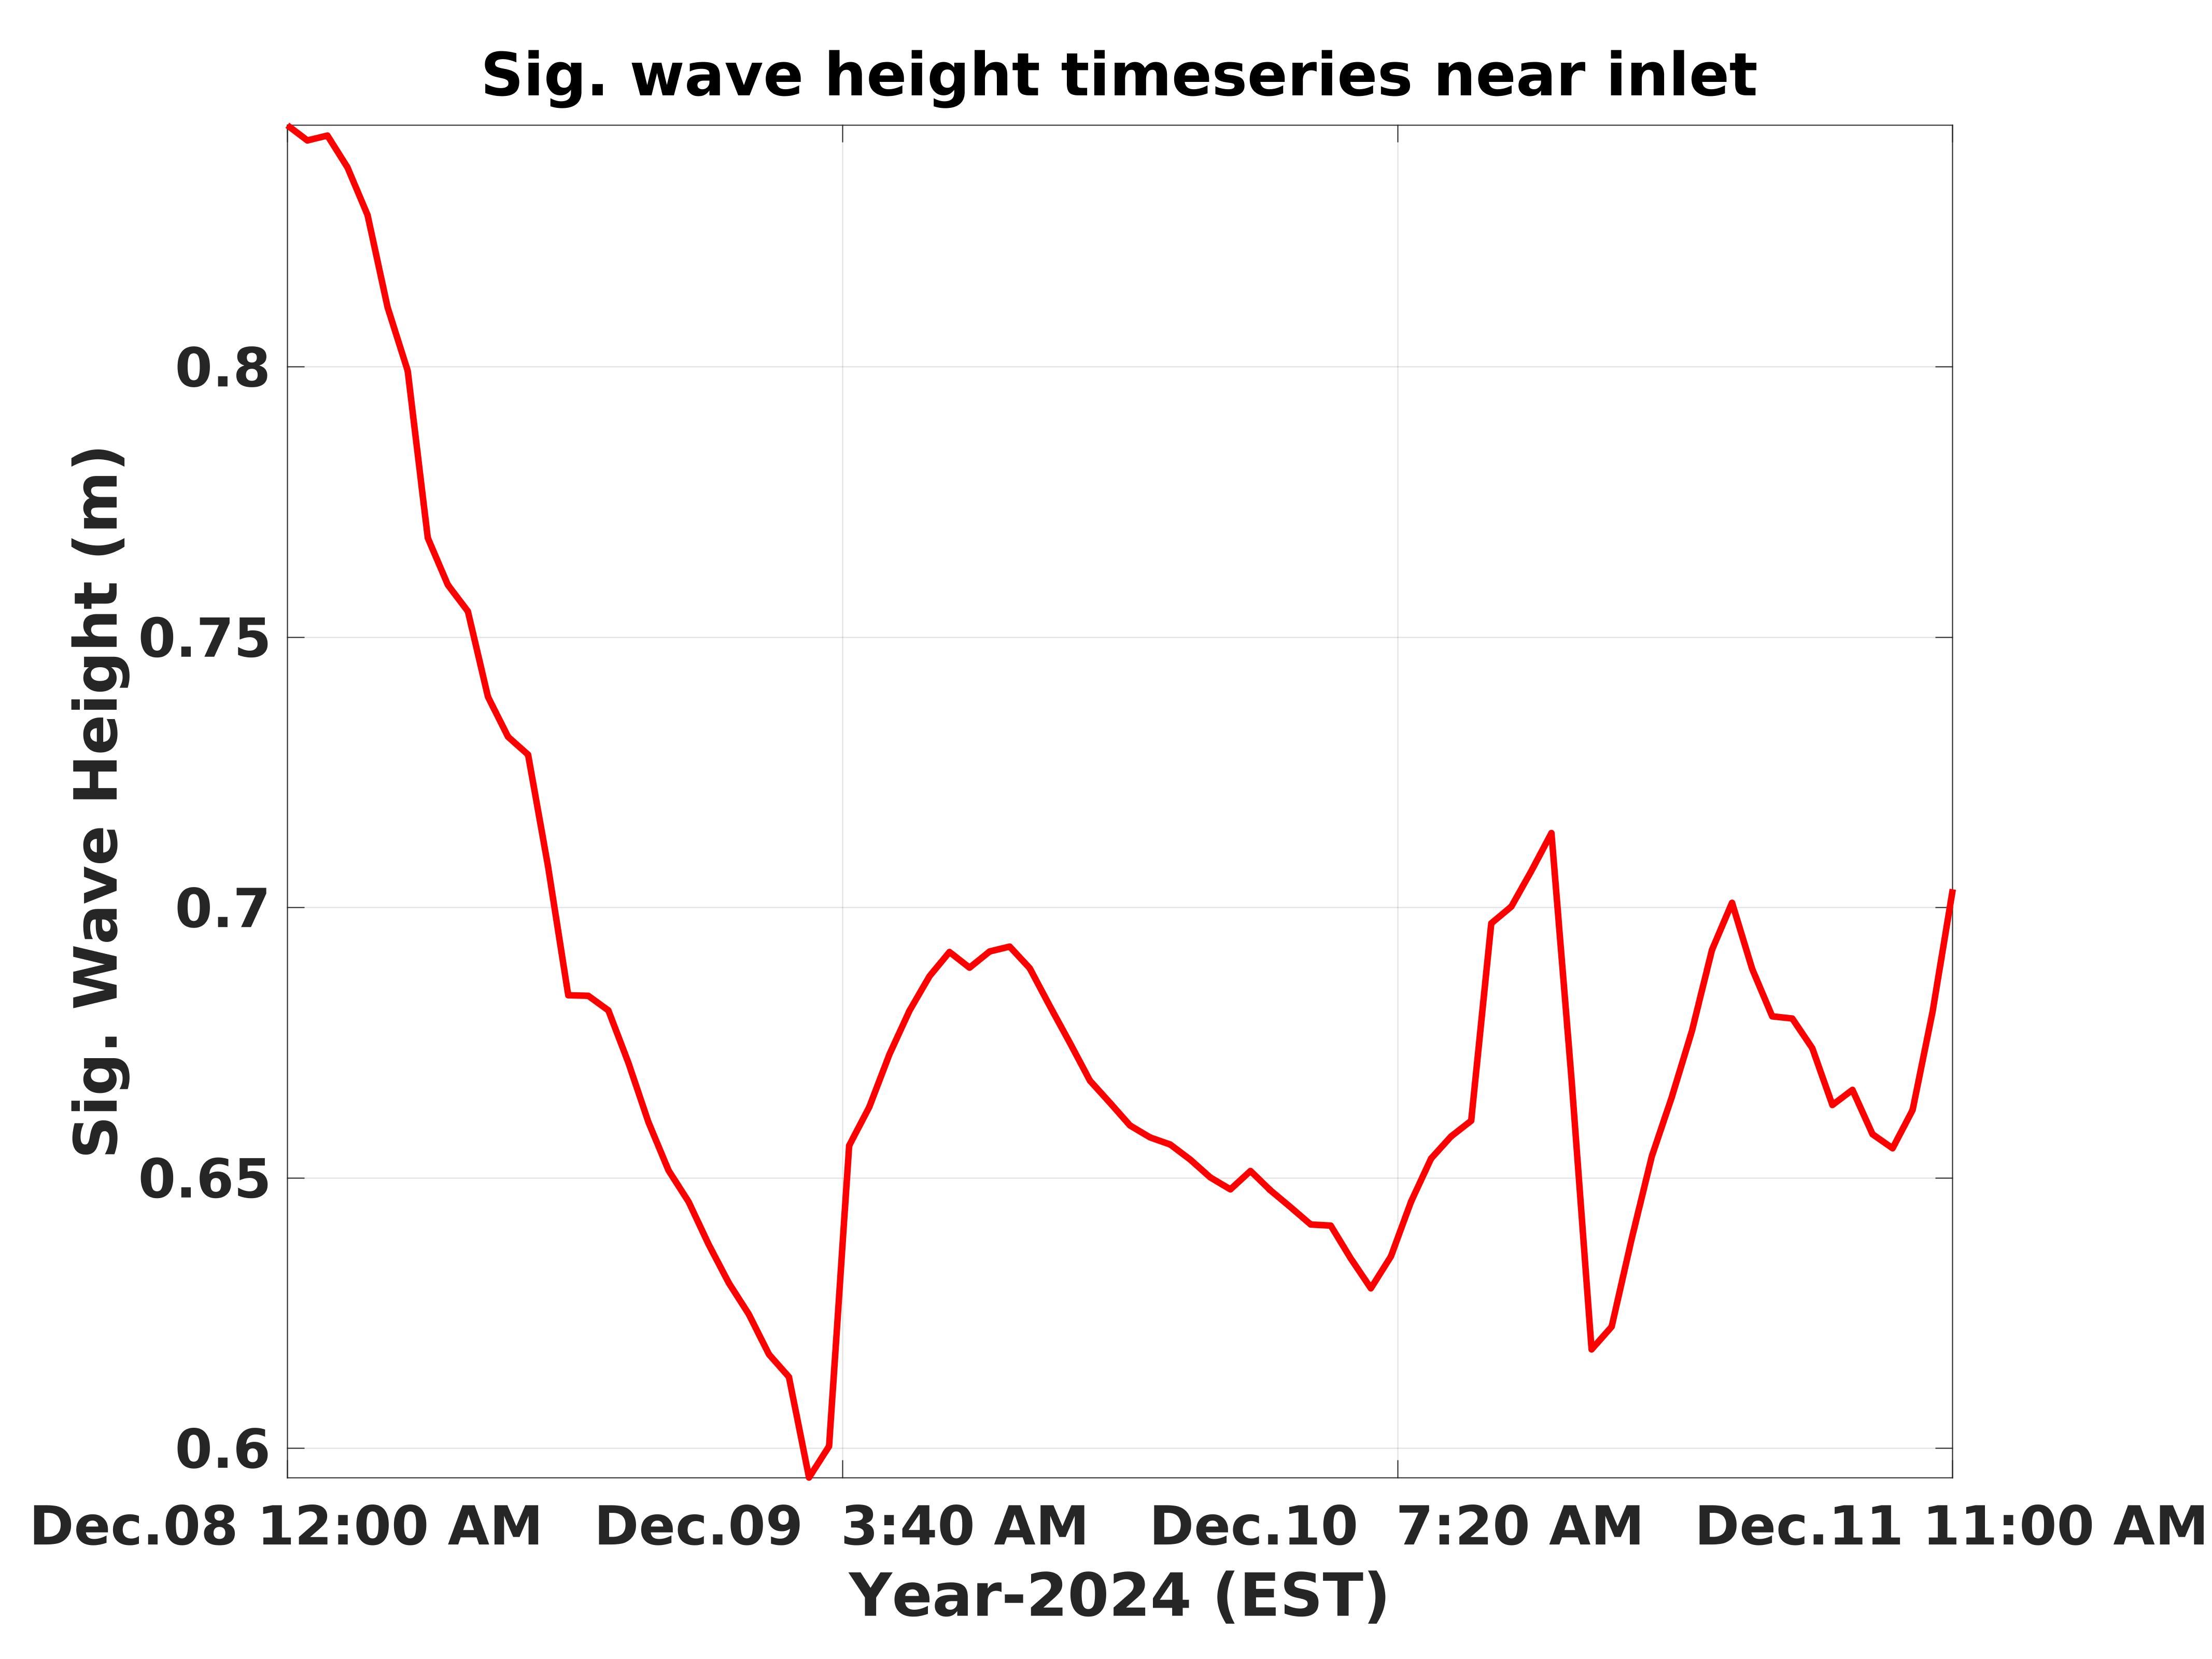 Sig. wave height timeseries near inlet
Sig. Wave Height (m)
0.8
0.75
0.7
0.65
0.6
Dec.08 12:00 AM Dec.09  3:40 AM Dec.10  7:20 AM Dec.11 11:00 AM
Year-2024 (EST)